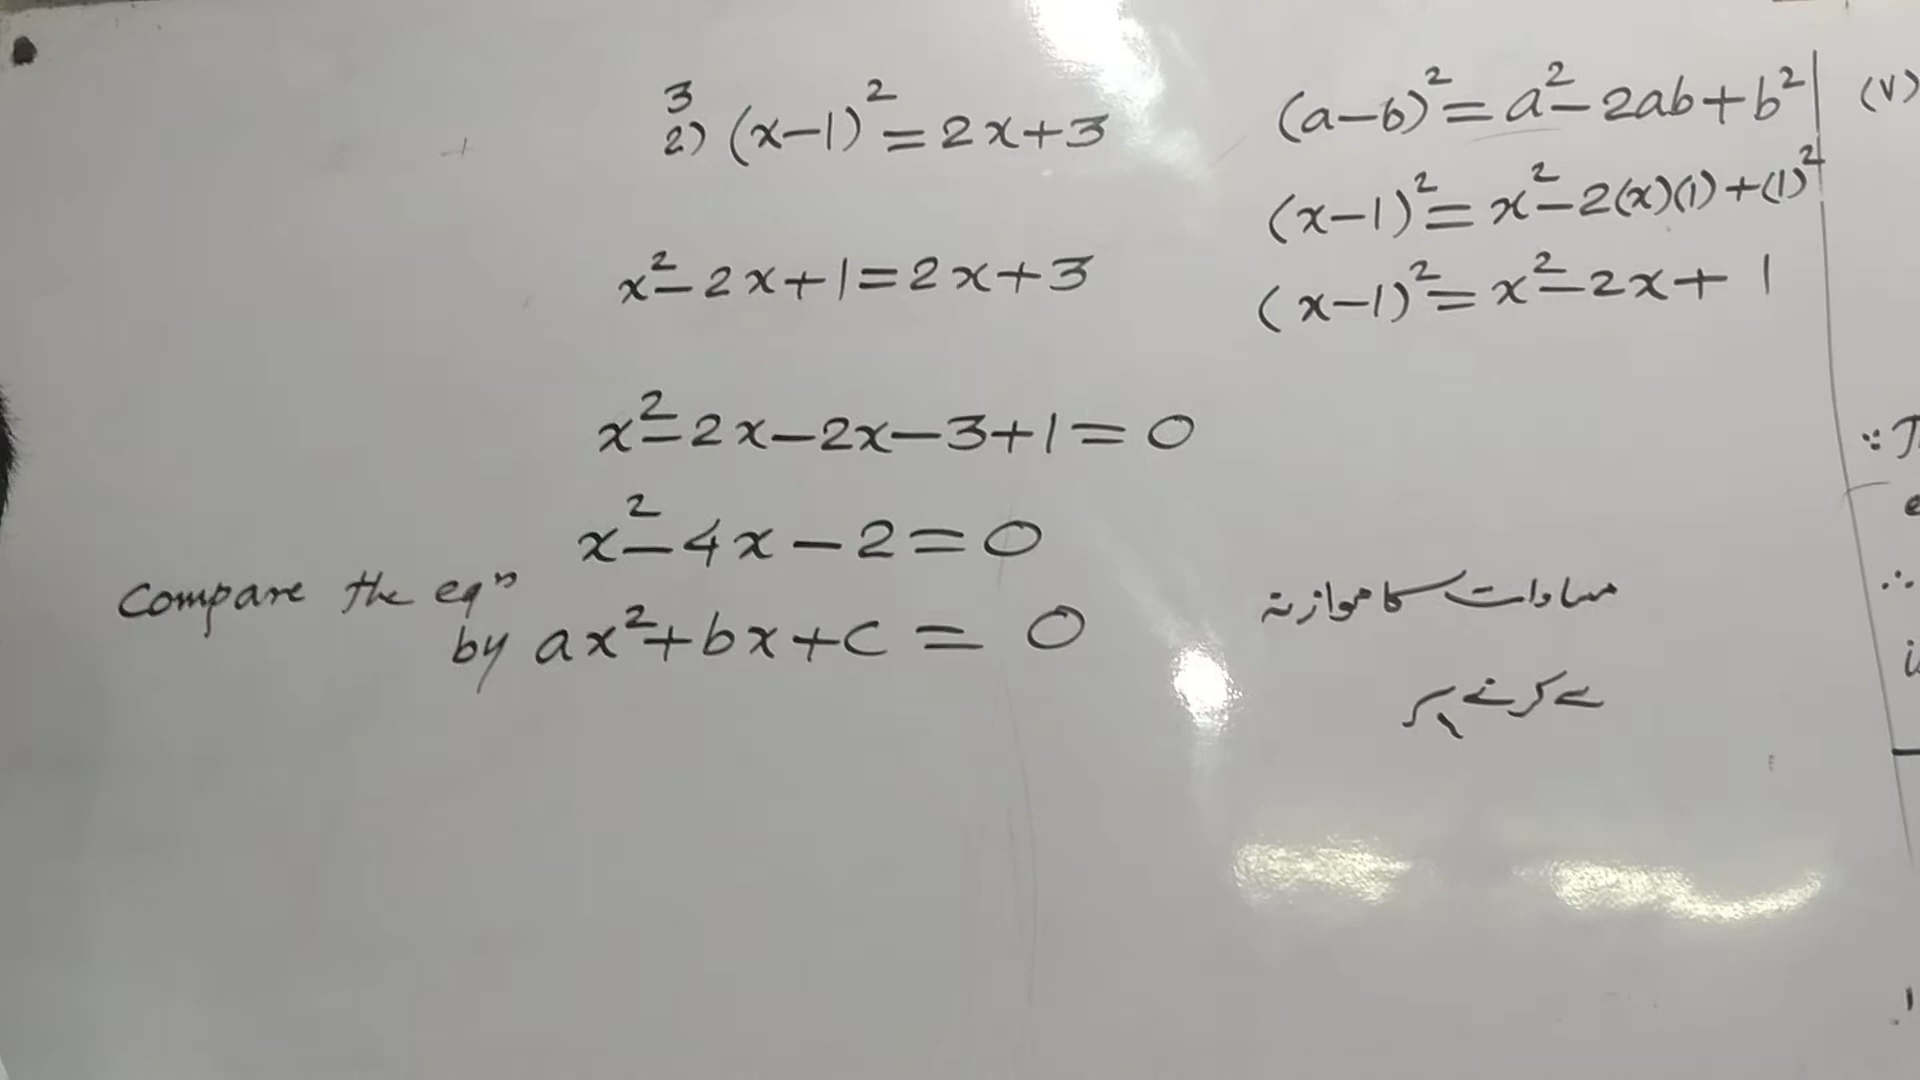 3
2) (x-1)² = 2x+3
x²-2x+1=2x+3
x²-2x-2x-3+1=0
x²-4x-2=0
Compare the eqⁿ
by ax²+bx+c = 0
(a-b)²=a²-2ab+b²
(x-1)²=x²-2(x)(1)+(1)²
(x-1)²=x²-2x+1
مساوات کا موازنہ
سے کرنے پر
(V)
∵
∴